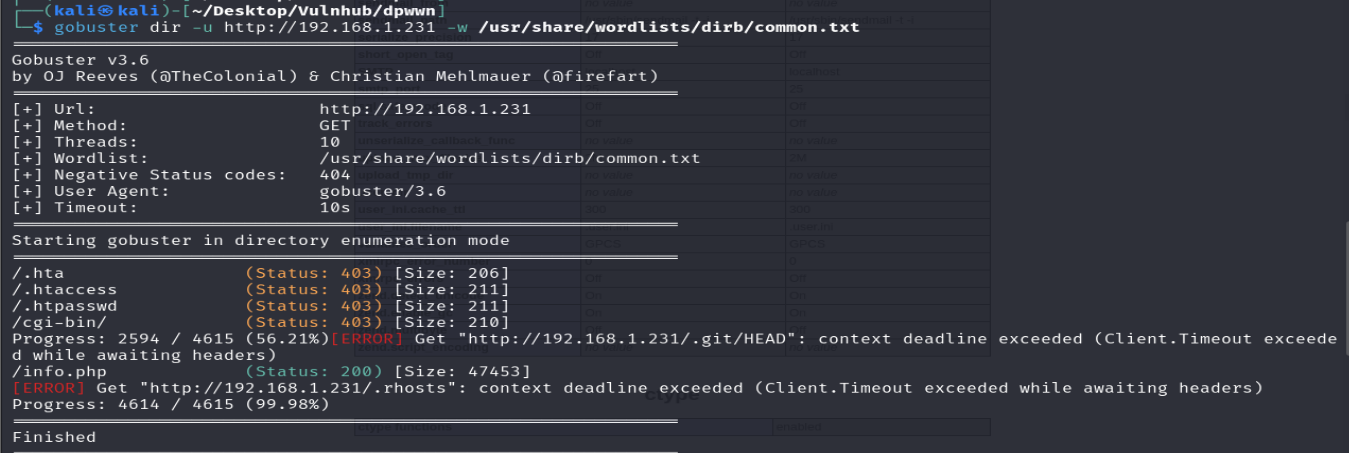 (kali㉿kali)-[~/Desktop/Vulnhub/dpwwn]
$ gobuster dir -u http://192.168.1.231 -w /usr/share/wordlists/dirb/common.txt
Gobuster v3.6
by OJ Reeves (@TheColonial) & Christian Mehlmauer (@firefart)
[+] Url: http://192.168.1.231
[+] Method: GET
[+] Threads: 10
[+] Wordlist: /usr/share/wordlists/dirb/common.txt
[+] Negative Status codes: 404
[+] User Agent: gobuster/3.6
[+] Timeout: 10s
Starting gobuster in directory enumeration mode
/.hta (Status: 403) [Size: 206]
/.htaccess (Status: 403) [Size: 211]
/.htpasswd (Status: 403) [Size: 211]
/cgi-bin/ (Status: 403) [Size: 210]
Progress: 2594 / 4615 (56.21%)[ERROR] Get "http://192.168.1.231/.git/HEAD": context deadline exceeded (Client.Timeout exceede
d while awaiting headers)
/info.php (Status: 200) [Size: 47453]
[ERROR] Get "http://192.168.1.231/.rhosts": context deadline exceeded (Client.Timeout exceeded while awaiting headers)
Progress: 4614 / 4615 (99.98%)
ctype
ctype functions enabled
Finished